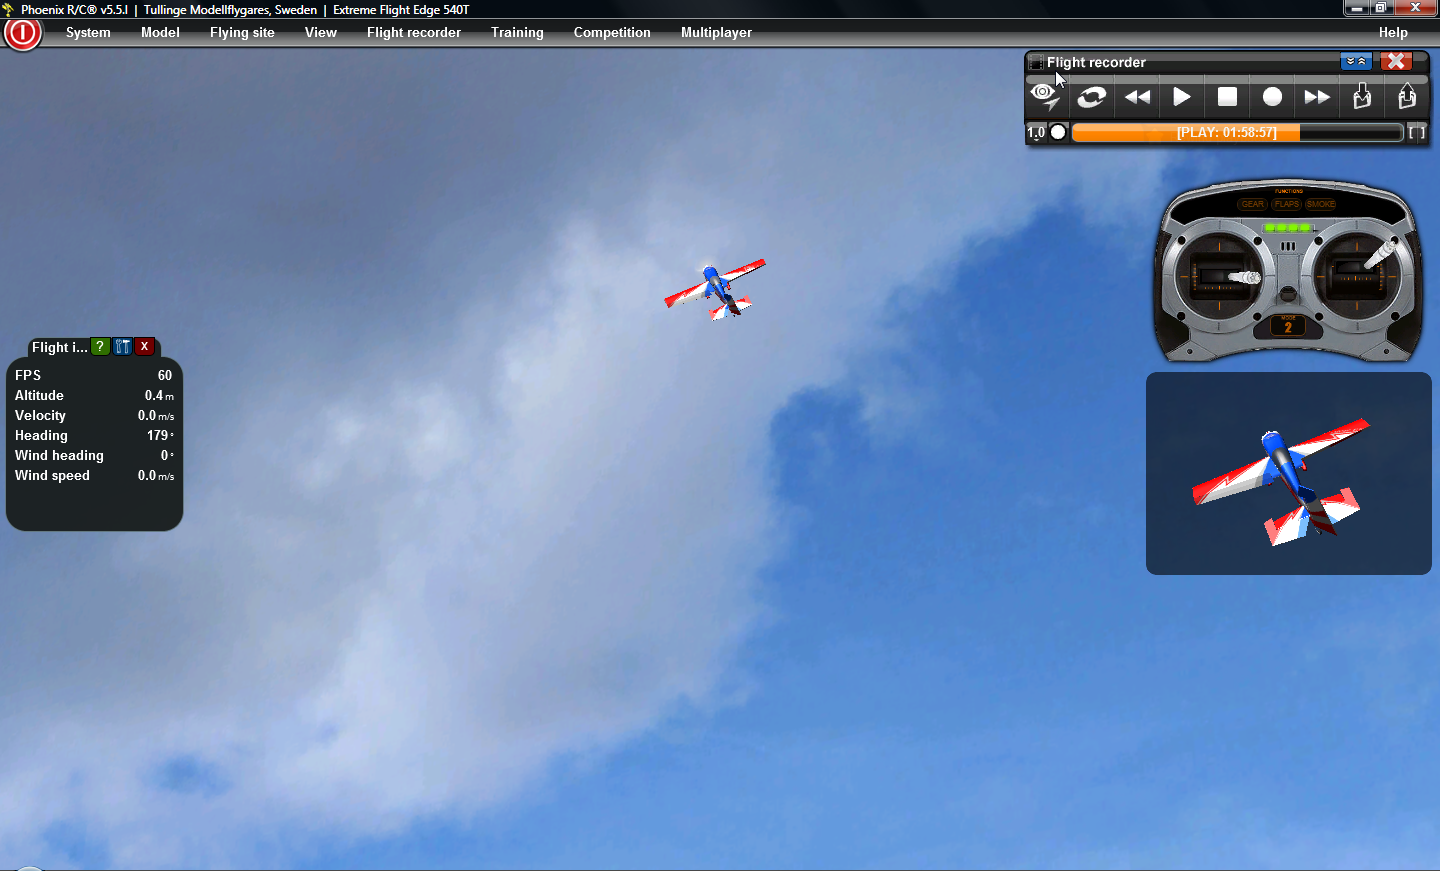 Phoenix R/C® v5.5.l | Tullinge Modellflygares, Sweden | Extreme Flight Edge 540T
System Model Flying site View Flight recorder Training Competition Multiplayer Help
Flight recorder
1.0 [PLAY: 01:58:57] [ ]
FUNCTIONS
GEAR FLAPS SMOKE
MODE
2
Flight i... ? X
FPS 60
Altitude 0.4 m
Velocity 0.0 m/s
Heading 179 °
Wind heading 0 °
Wind speed 0.0 m/s